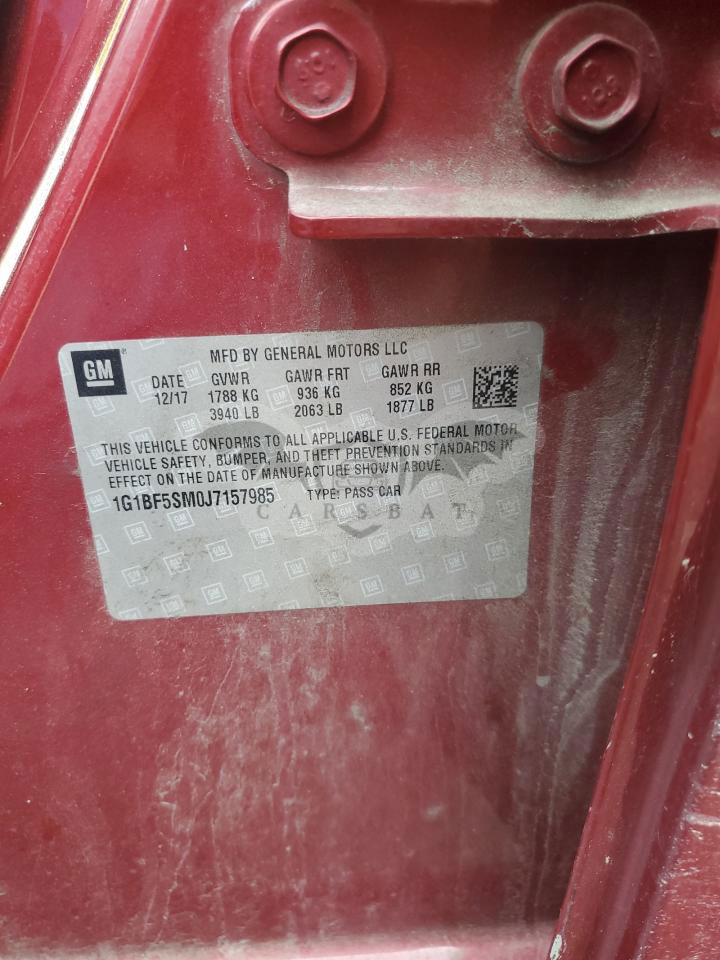 GM
MFD BY GENERAL MOTORS LLC
DATE GVWR GAWR FRT GAWR RR
12/17 1788 KG 936 KG 852 KG
3940 LB 2063 LB 1877 LB
THIS VEHICLE CONFORMS TO ALL APPLICABLE U.S. FEDERAL MOTOR
VEHICLE SAFETY, BUMPER, AND THEFT PREVENTION STANDARDS IN
EFFECT ON THE DATE OF MANUFACTURE SHOWN ABOVE.
1G1BF5SM0J7157985 TYPE: PASS CAR
CARSBAT